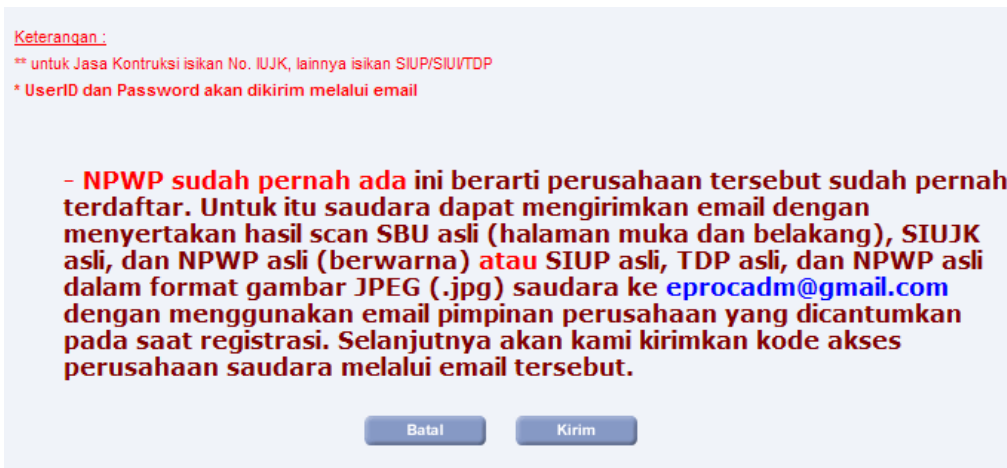 Keterangan :
** untuk Jasa Kontruksi isikan No. IUJK, lainnya isikan SIUP/SIUI/TDP
* UserID dan Password akan dikirim melalui email
- NPWP sudah pernah ada ini berarti perusahaan tersebut sudah pernah
terdaftar. Untuk itu saudara dapat mengirimkan email dengan
menyertakan hasil scan SBU asli (halaman muka dan belakang), SIUJK
asli, dan NPWP asli (berwarna) atau SIUP asli, TDP asli, dan NPWP asli
dalam format gambar JPEG (.jpg) saudara ke eprocadm@gmail.com
dengan menggunakan email pimpinan perusahaan yang dicantumkan
pada saat registrasi. Selanjutnya akan kami kirimkan kode akses
perusahaan saudara melalui email tersebut.
Batal
Kirim